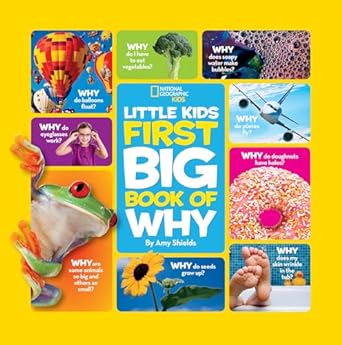 WHY
do I have
to eat
vegetables?
WHY
does soapy
water make
bubbles?
WHY
do balloons
float?
NATIONAL
GEOGRAPHIC
KiDS
LITTLE KIDS
FIRST
BIG
BOOK OF
WHY
By Amy Shields
WHY
do planes
fly?
WHY do
eyeglasses
work?
WHY do doughnuts
have holes?
WHY are
some animals
so big and
others so
small?
WHY do seeds
grow up?
WHY
does my
skin wrinkle
in the
tub?